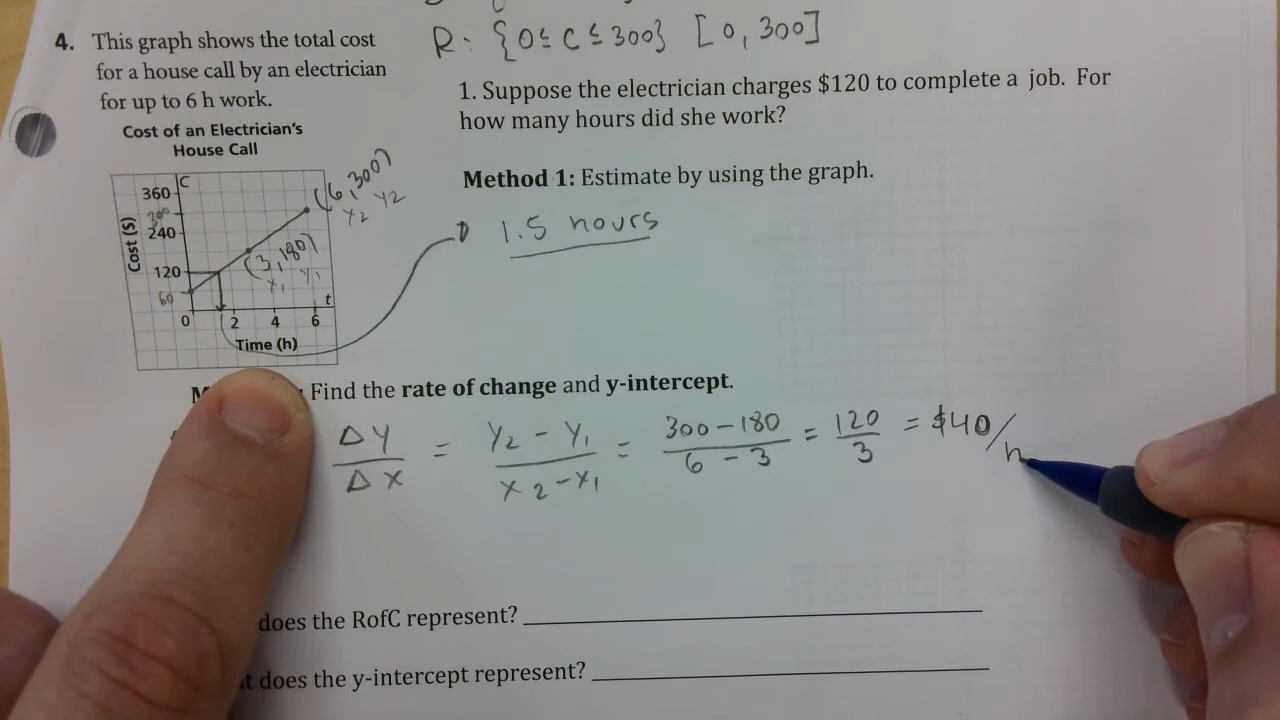 R: {0≤C≤300} [0,300]
4. This graph shows the total cost
for a house call by an electrician
for up to 6 h work.
1. Suppose the electrician charges $120 to complete a job. For
how many hours did she work?
Cost of an Electrician's
House Call
Method 1: Estimate by using the graph.
1.5 hours
C
360
300
240
120
60
Cost ($)
(6,300)
x2 y2
(3,180)
x1 y1
t
0 2 4 6
Time (h)
Find the rate of change and y-intercept.
ΔY/ΔX = (Y2 - Y1)/(X2 - X1) = (300 - 180)/(6 - 3) = 120/3 = $40/h
does the RofC represent?
does the y-intercept represent?